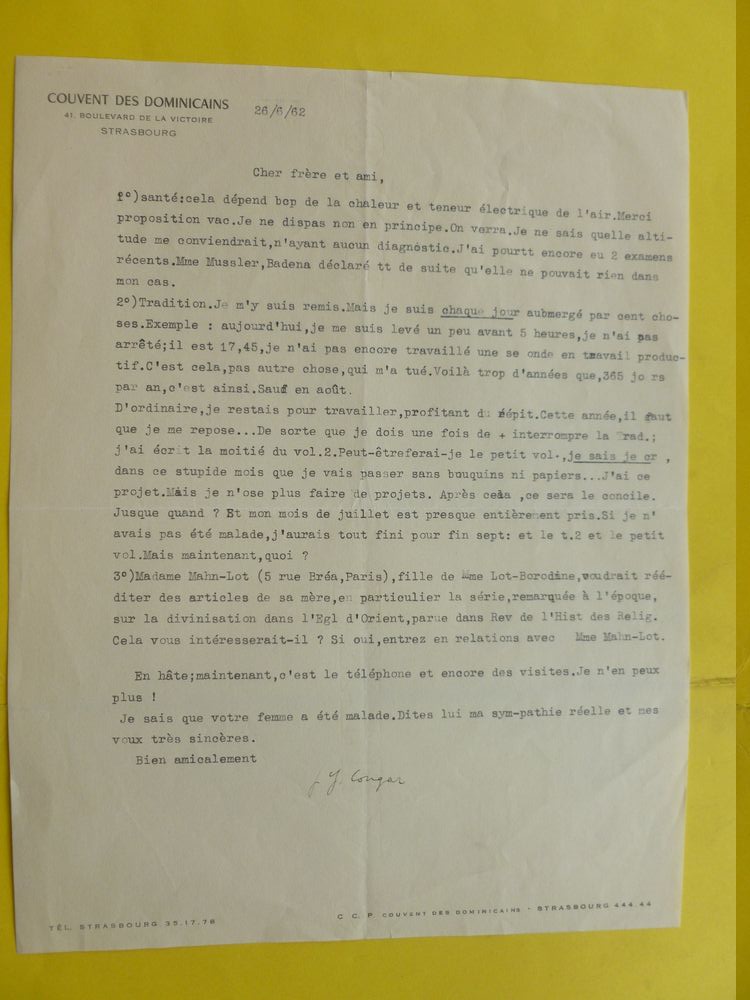 COUVENT DES DOMINICAINS
41, BOULEVARD DE LA VICTOIRE
STRASBOURG
26/6/62
Cher frère et ami,
1º)santé:cela dépend bcp de la chaleur et teneur électrique de l'air.Merci
proposition vac.Je ne dispas non en principe.On verra.Je ne sais quelle alti-
tude me conviendrait,n'ayant aucun diagnostic.J'ai pourtt encore eu 2 examens
récents.Mme Mussler,Badena déclaré tt de suite qu'elle ne pouvait rien dans
mon cas.
2º)Tradition.Je m'y suis remis.Mais je suis chaque jour aubmergé par cent cho-
ses.Exemple : aujourd'hui,je me suis levé un peu avant 5 heures,je n'ai pas
arrêté;il est 17,45,je n'ai pas encore travaillé une se onde en travail produc-
tif.C'est cela,pas autre chose,qui m'a tué.Voilà trop d'années que,365 jo rs
par an,c'est ainsi.Sauf en août.
D'ordinaire,je restais pour travailler,profitant du répit.Cette année,il faut
que je me repose...De sorte que je dois une fois de + interrompre la Trad.;
j'ai écrit la moitié du vol.2.Peut-êtreferai-je le petit vol.,je sais je cr ,
dans ce stupide mois que je vais passer sans bouquins ni papiers...J'ai ce
projet.Mais je n'ose plus faire de projets. Après cela ,ce sera le concile.
Jusque quand ? Et mon mois de juillet est presque entièrement pris.Si je n'
avais pas été malade,j'aurais tout fini pour fin sept: et le t.2 et le petit
vol.Mais maintenant,quoi ?
3º)Madame Mahn-Lot (5 rue Bréa,Paris),fille de Mme Lot-Borodine,voudrait réé-
diter des articles de sa mère,en particulier la série,remarquée à l'époque,
sur la divinisation dans l'Egl d'Orient,parue dans Rev de l'Hist des Relig.
Cela vous intéresserait-il ? Si oui,entrez en relations avec Mme Mahn-Lot.
En hâte;maintenant,c'est le téléphone et encore des visites.Je n'en peux
plus !
Je sais que votre femme a été malade.Dites lui ma sym-pathie réelle et mes
voux très sincères.
Bien amicalement
f. Y. Congar
TÉL. STRASBOURG 35.17.78
C. C. P. COUVENT DES DOMINICAINS - STRASBOURG 444.44